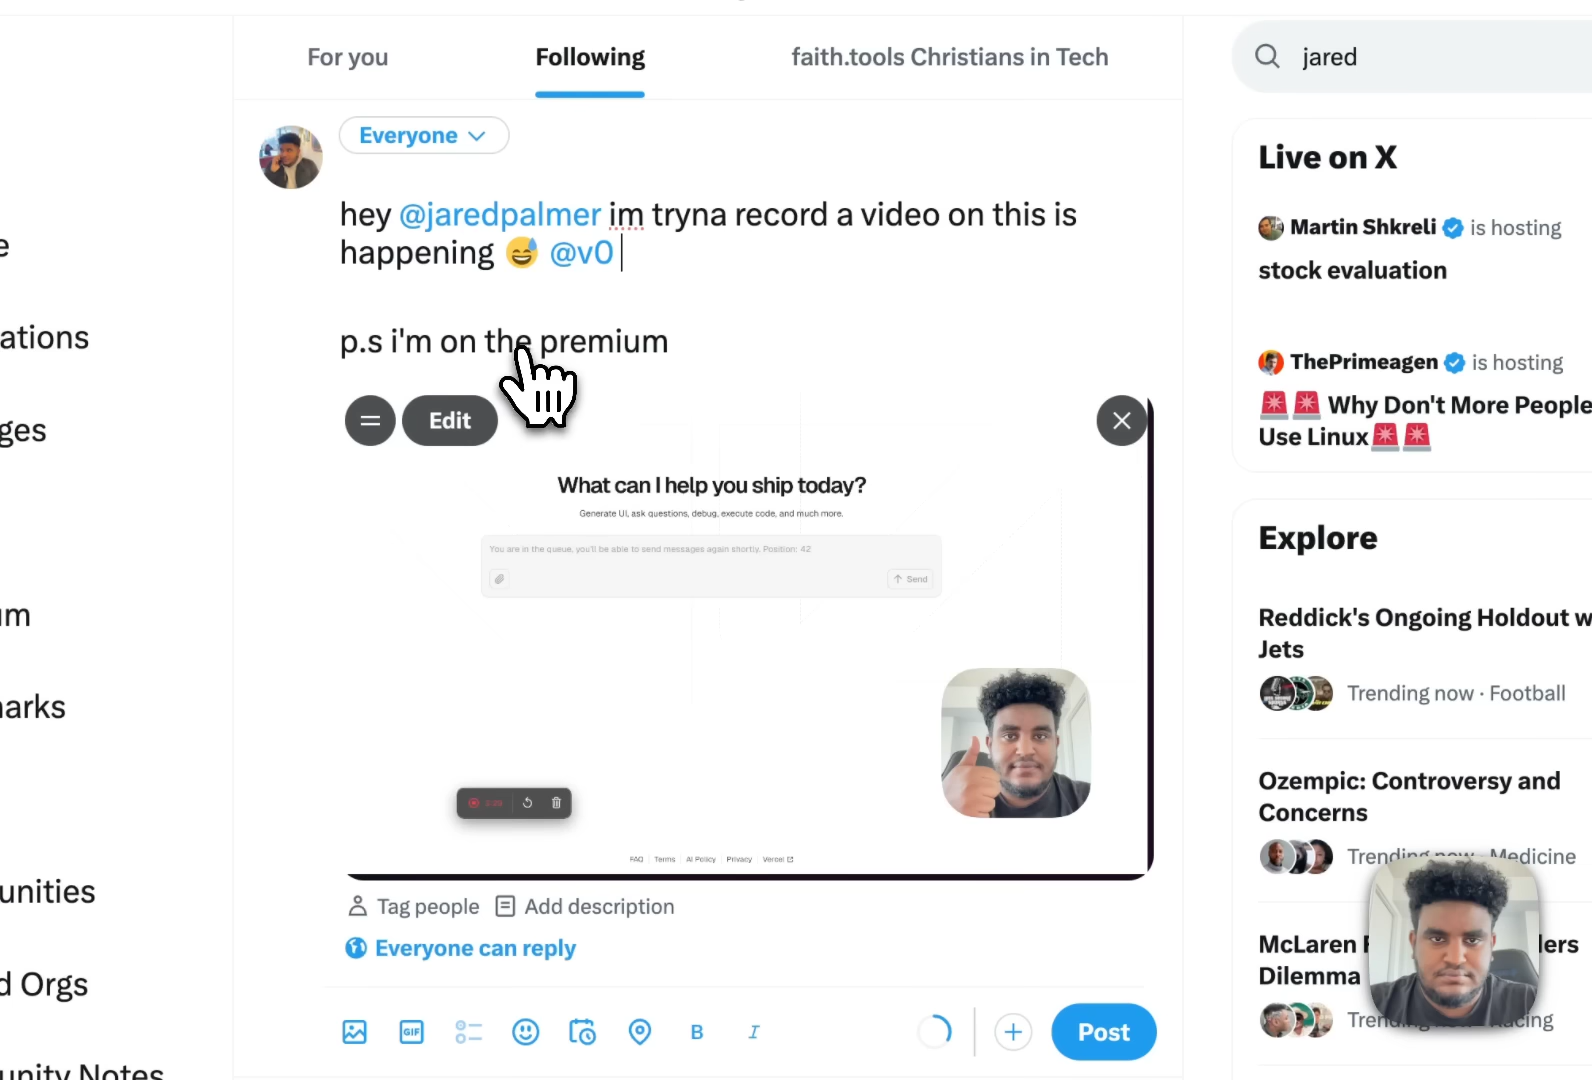 For you
Following
faith.tools Christians in Tech
jared
Everyone
hey @jaredpalmer im tryna record a video on this is
happening 😅 @v0
p.s i'm on the premium
Edit
What can I help you ship today?
Generate UI, ask questions, debug, execute code, and much more.
You are in the queue, you'll be able to send messages again shortly. Position: 42
Send
FAQ Terms AI Policy Privacy Vercel
Tag people Add description
Everyone can reply
GIF
B
I
Post
e
ations
ges
um
arks
unities
d Orgs
unity Notes
Live on X
Martin Shkreli is hosting
stock evaluation
ThePrimeagen is hosting
🚨🚨 Why Don't More People
Use Linux🚨🚨
Explore
Reddick's Ongoing Holdout w
Jets
Trending now · Football
Ozempic: Controversy and
Concerns
Trending now · Medicine
McLaren
lers
Dilemma